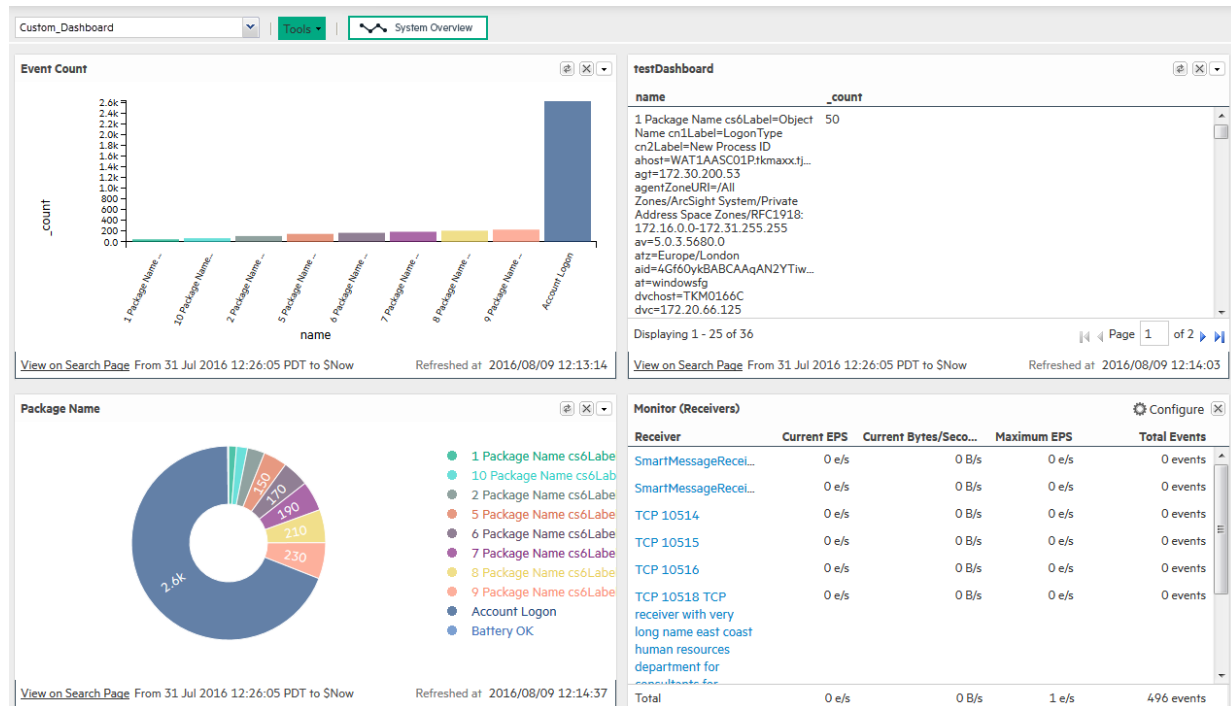 Custom_Dashboard
Tools
System Overview
Event Count
2.6k
2.4k
2.2k
2.0k
1.8k
1.6k
1.4k
1.2k
1.0k
800
600
400
200
0.0
_count
1 Package Name ...
10 Package Name...
2 Package Name ...
5 Package Name ...
6 Package Name ...
7 Package Name ...
8 Package Name ...
9 Package Name ...
Account Logon
name
View on Search Page From 31 Jul 2016 12:26:05 PDT to $Now Refreshed at 2016/08/09 12:13:14
testDashboard
name _count
1 Package Name cs6Label=Object 50
Name cn1Label=LogonType
cn2Label=New Process ID
ahost=WAT1AASC01P.tkmaxx.tj...
agt=172.30.200.53
agentZoneURI=/All
Zones/ArcSight System/Private
Address Space Zones/RFC1918:
172.16.0.0-172.31.255.255
av=5.0.3.5680.0
atz=Europe/London
aid=4Gf60ykBABCAAqAN2YTiw...
at=windowsfg
dvchost=TKM0166C
dvc=172.20.66.125
Displaying 1 - 25 of 36 Page 1 of 2
View on Search Page From 31 Jul 2016 12:26:05 PDT to $Now Refreshed at 2016/08/09 12:14:03
Package Name
150
170
190
210
230
2.6k
1 Package Name cs6Labe
10 Package Name cs6Lab
2 Package Name cs6Labe
5 Package Name cs6Labe
6 Package Name cs6Labe
7 Package Name cs6Labe
8 Package Name cs6Labe
9 Package Name cs6Labe
Account Logon
Battery OK
View on Search Page From 31 Jul 2016 12:26:05 PDT to $Now Refreshed at 2016/08/09 12:14:37
Monitor (Receivers) Configure
Receiver Current EPS Current Bytes/Seco... Maximum EPS Total Events
SmartMessageRecei... 0 e/s 0 B/s 0 e/s 0 events
SmartMessageRecei... 0 e/s 0 B/s 0 e/s 0 events
TCP 10514 0 e/s 0 B/s 0 e/s 0 events
TCP 10515 0 e/s 0 B/s 0 e/s 0 events
TCP 10516 0 e/s 0 B/s 0 e/s 0 events
TCP 10518 TCP 0 e/s 0 B/s 0 e/s 0 events
receiver with very
long name east coast
human resources
department for
consultants for
Total 0 e/s 0 B/s 1 e/s 496 events